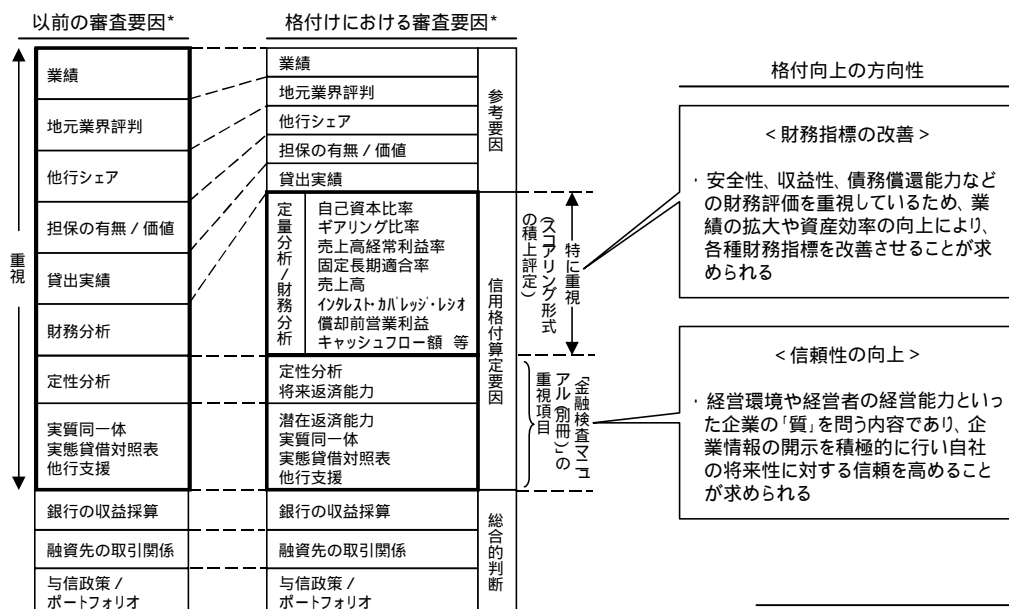 以前の審査要因*
重視
業績
地元業界評判
他行シェア
担保の有無 / 価値
貸出実績
財務分析
定性分析
実質同一体
実態貸借対照表
他行支援
銀行の収益採算
融資先の取引関係
与信政策 /
ポートフォリオ
格付けにおける審査要因*
業績
地元業界評判
他行シェア
担保の有無 / 価値
貸出実績
参考要因
定量分析/財務分析
自己資本比率
ギアリング比率
売上高経常利益率
固定長期適合率
売上高
インタレスト・カバレッジ・レシオ
償却前営業利益
キャッシュフロー額 等
定性分析
将来返済能力
潜在返済能力
実質同一体
実態貸借対照表
他行支援
信用格付算定要因
銀行の収益採算
融資先の取引関係
与信政策 /
ポートフォリオ
総合的判断
特に重視
(スコアリング形式
の積上評定)
「金融検査マニュ
アル(別冊)」の
重視項目
格付向上の方向性
<財務指標の改善>
・安全性、収益性、債務償還能力など
の財務評価を重視しているため、業
績の拡大や資産効率の向上により、
各種財務指標を改善させることが求
められる
<信頼性の向上>
・経営環境や経営者の経営能力といっ
た企業の「質」を問う内容であり、企
業情報の開示を積極的に行い自社
の将来性に対する信頼を高めること
が求められる